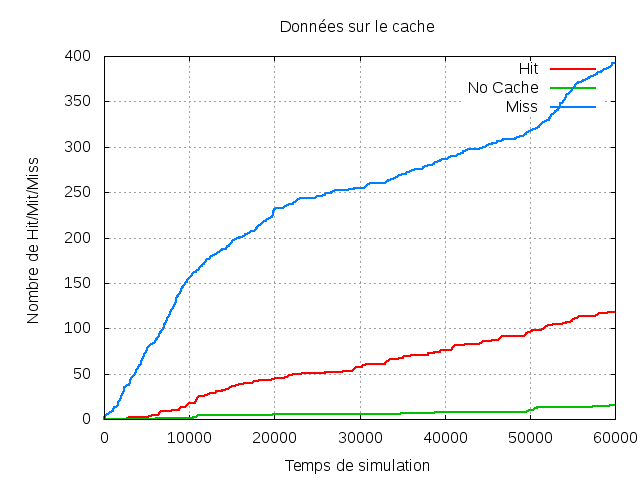 Données sur le cache
400
350
300
250
200
150
100
50
0
Nombre de Hit/Mit/Miss
Hit
No Cache
Miss
0 10000 20000 30000 40000 50000 60000
Temps de simulation